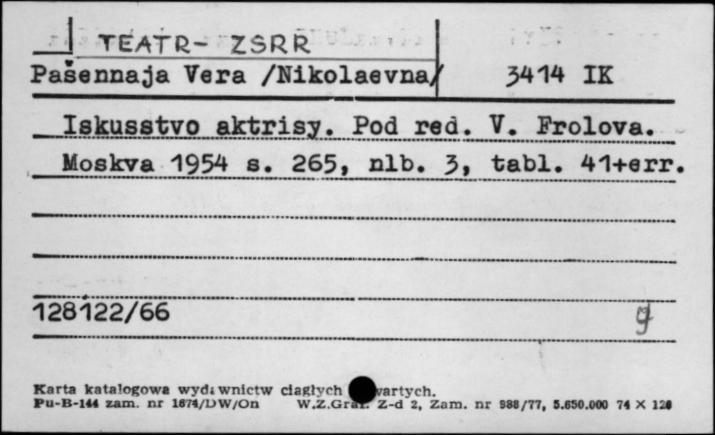 TEATR- ZSRR
Pašennaja Vera /Nikolaevna/ 3414 IK
Iskusstvo aktrisy. Pod red. V. Frolova.
Moskva 1954 s. 265, nlb. 3, tabl. 41+err.
128122/66 g
Karta katalogowa wydawnictw ciągłych
Pu-B-144 zam. nr 1674/DW/On W.Z.Graf. Z-d 2, Zam. nr 988/77, 5.650.000 74 X 120